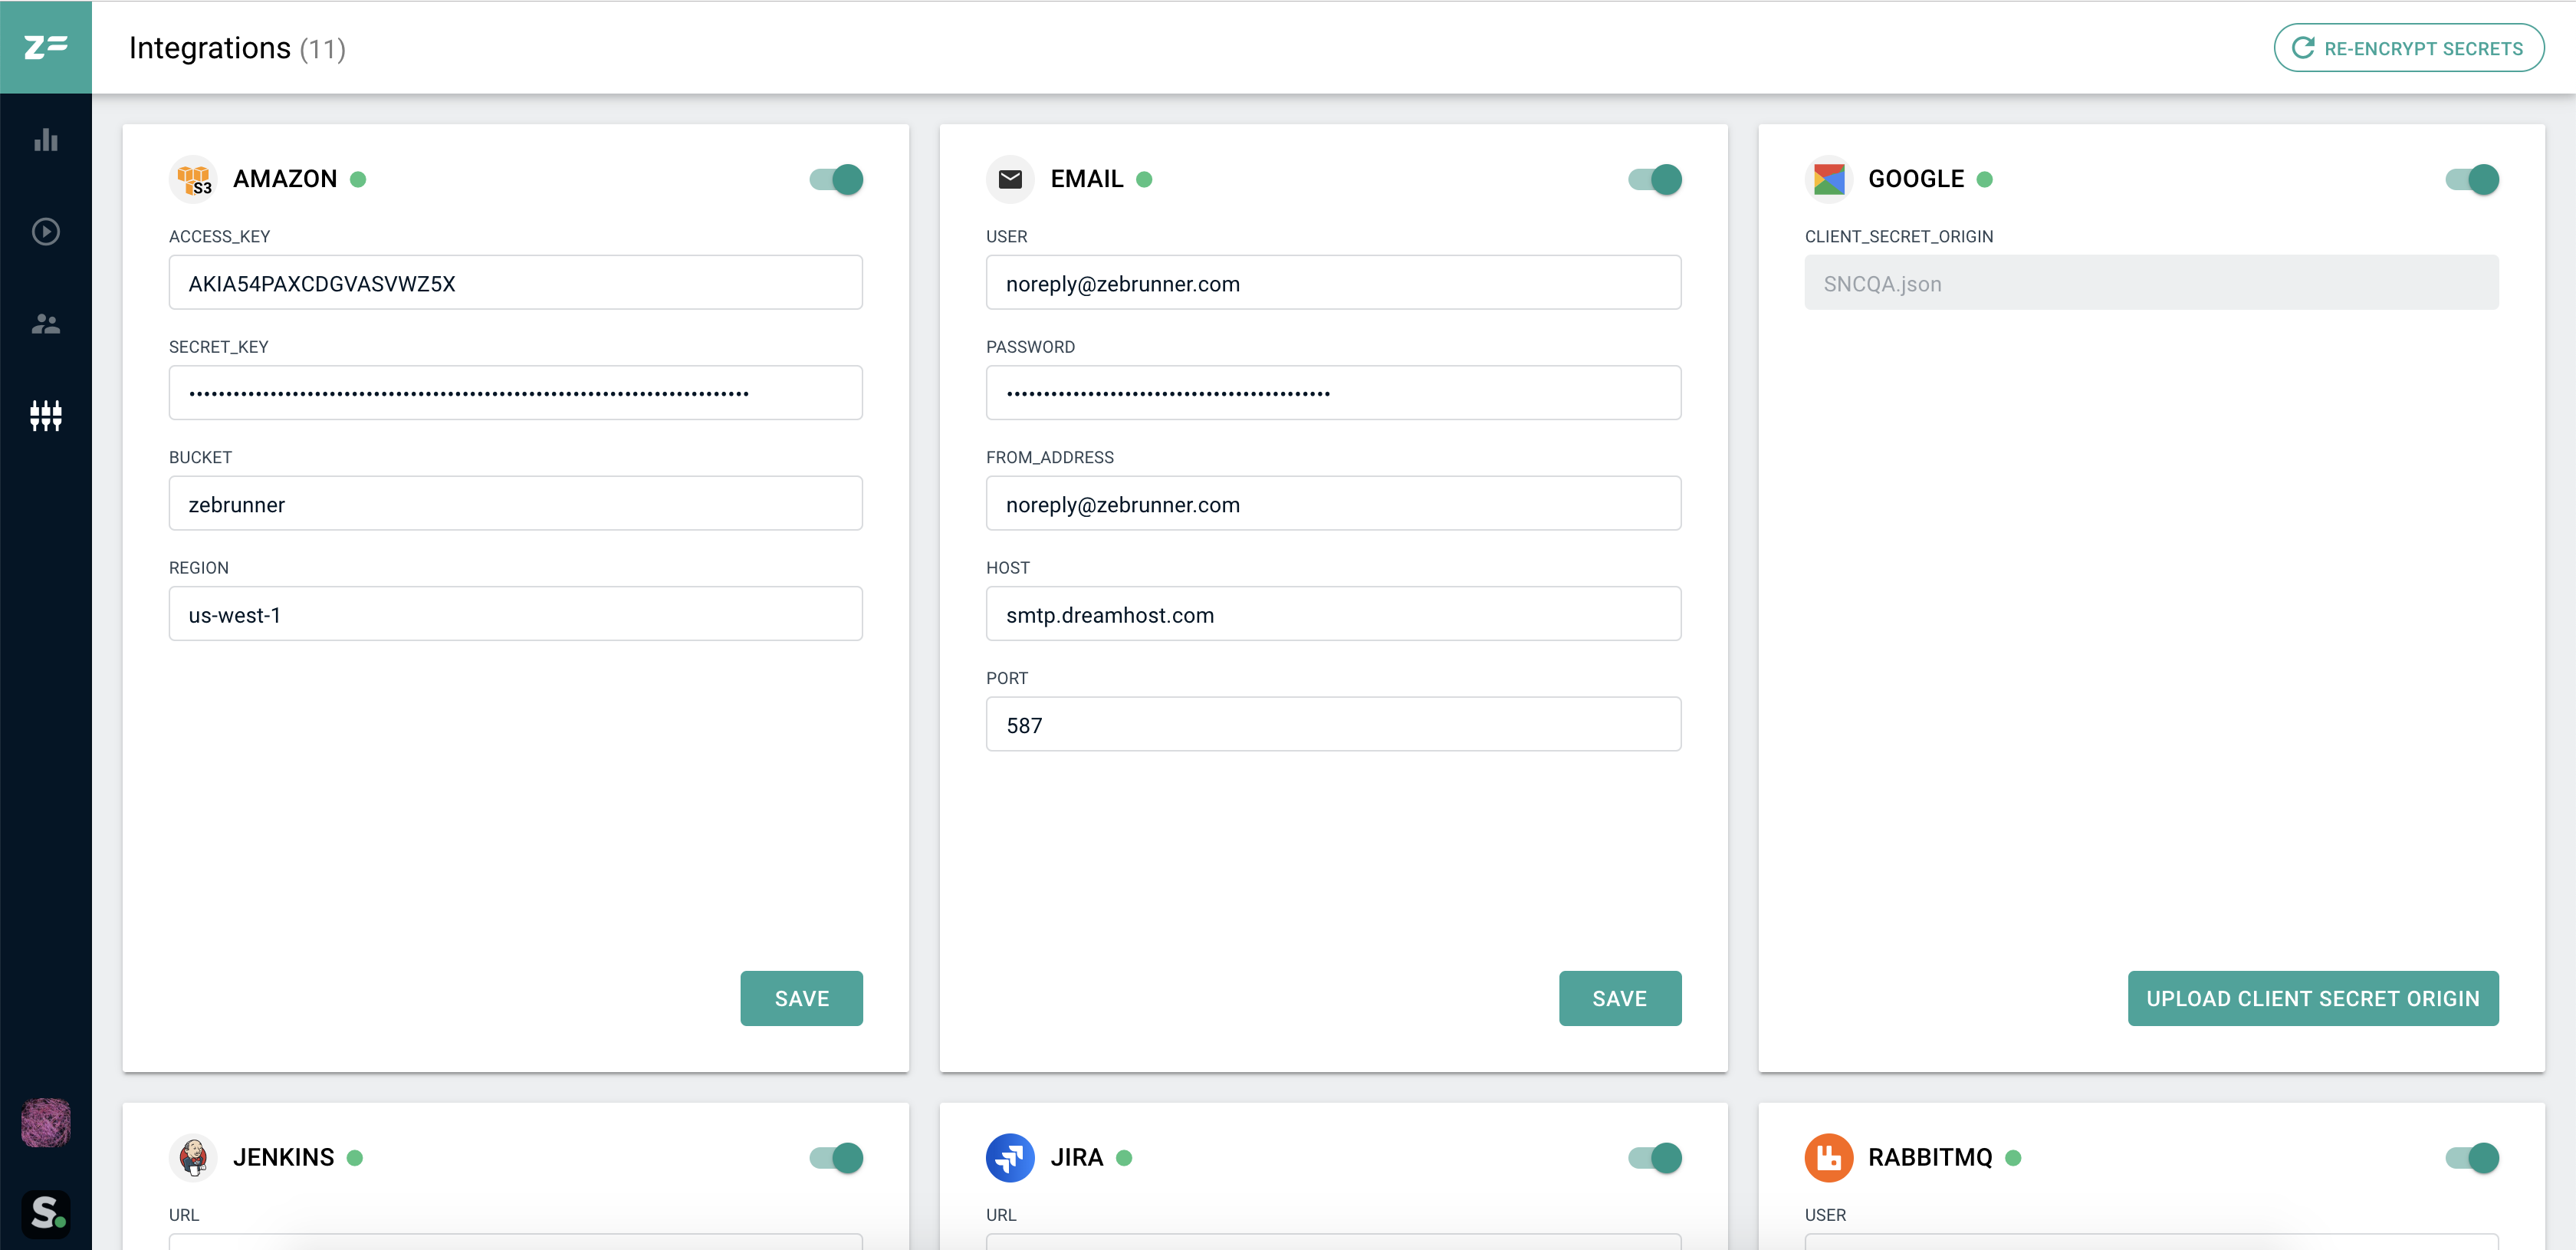 Integrations (11)
RE-ENCRYPT SECRETS
S3
AMAZON
ACCESS_KEY
AKIA54PAXCDGVASVWZ5X
SECRET_KEY
BUCKET
zebrunner
REGION
us-west-1
SAVE
EMAIL
USER
noreply@zebrunner.com
PASSWORD
FROM_ADDRESS
noreply@zebrunner.com
HOST
smtp.dreamhost.com
PORT
587
SAVE
GOOGLE
CLIENT_SECRET_ORIGIN
SNCQA.json
UPLOAD CLIENT SECRET ORIGIN
JENKINS
URL
JIRA
URL
RABBITMQ
USER
S.